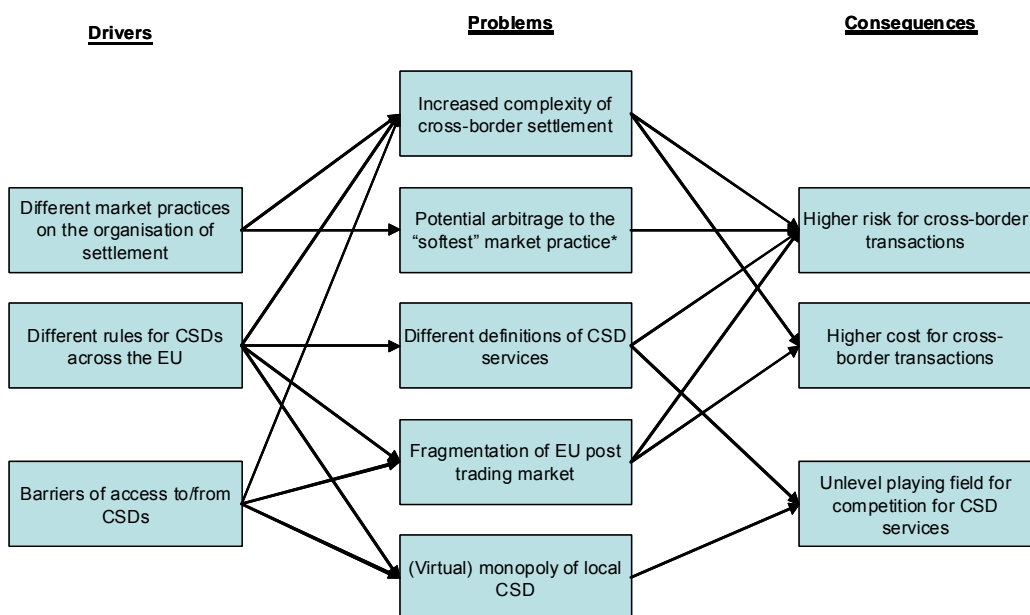 Drivers
Problems
Consequences
Increased complexity of
cross-border settlement
Different market practices
on the organisation of
settlement
Potential arbitrage to the
“softest” market practice*
Higher risk for cross-border
transactions
Different rules for CSDs
across the EU
Different definitions of CSD
services
Higher cost for cross-
border transactions
Barriers of access to/from
CSDs
Fragmentation of EU post
trading market
Unlevel playing field for
competition for CSD
services
(Virtual) monopoly of local
CSD